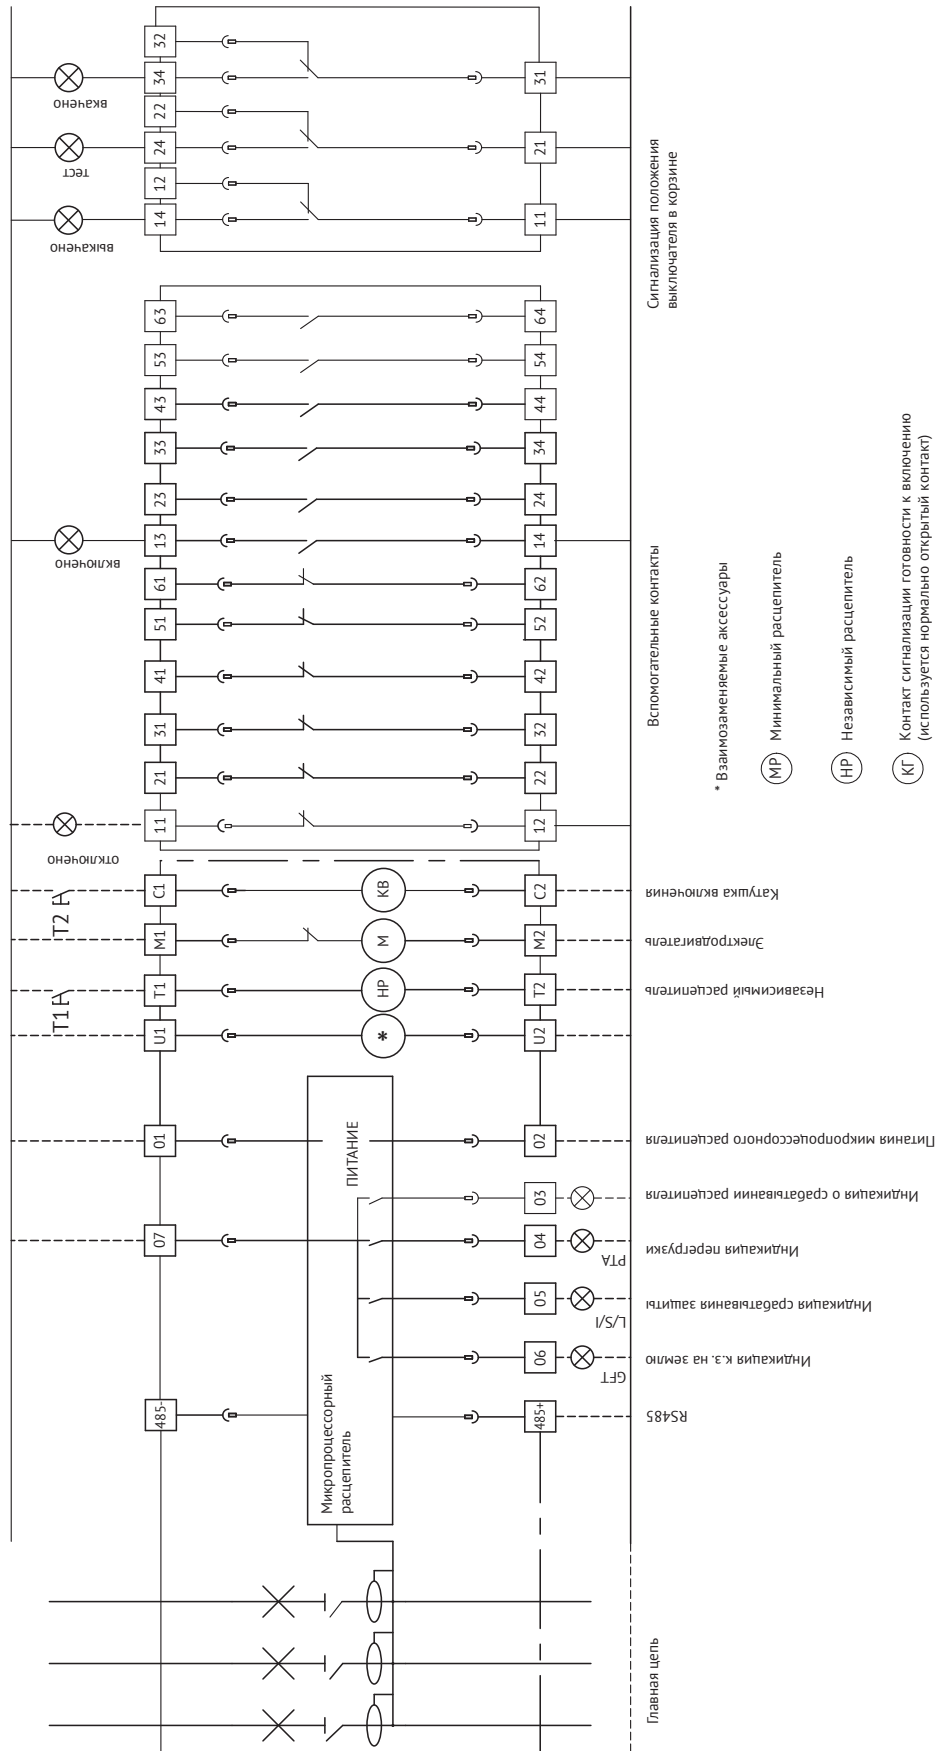 32
34
22
24
12
14
31
21
11
вкачено
тест
выкачено
Сигнализация положения
выключателя в корзине
63
53
43
33
23
13
61
51
41
31
21
11
64
54
44
34
24
14
62
52
42
32
22
12
включено
отключено
Вспомогательные контакты
C1
M1
T1
U1
T2
T1
КВ
М
НР
*
C2
M2
T2
U2
Катушка включения
Электродвигатель
Независимый расцепитель
01
07
485-
ПИТАНИЕ
Микропроцессорный
расцепитель
02
03
04
05
06
485+
PTA
L/S/I
GFT
Питания микропроцессорного расцепителя
Индикация о срабатывании расцепителя
Индикация перегрузки
Индикация срабатывания защиты
Индикация к.з. на землю
RS485
Главная цепь
* Взаимозаменяемые аксессуары
МР Минимальный расцепитель
НР Независимый расцепитель
КГ Контакт сигнализации готовности к включению
(используется нормально открытый контакт)